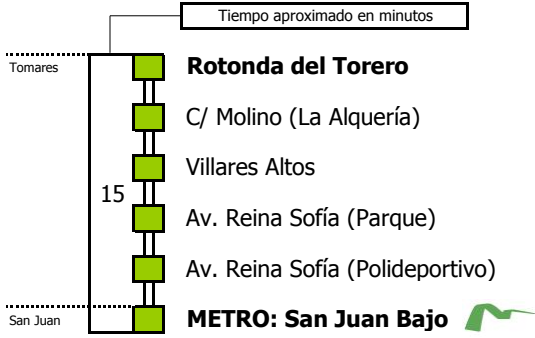 Tiempo aproximado en minutos
Tomares
Rotonda del Torero
C/ Molino (La Alquería)
Villares Altos
15
Av. Reina Sofía (Parque)
Av. Reina Sofía (Polideportivo)
San Juan
METRO: San Juan Bajo